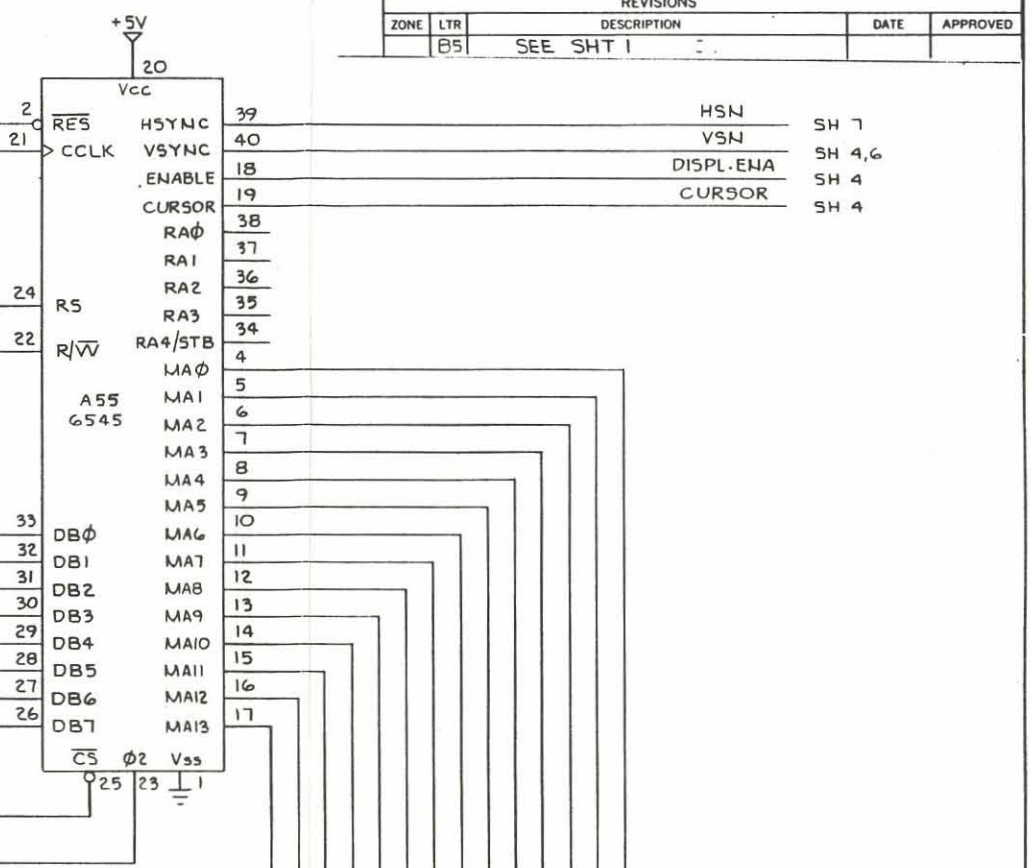 REVISIONS
ZONE LTR DESCRIPTION DATE APPROVED
B5 SEE SHT 1
+5V
20
Vcc
2 RES HSYNC 39 HSN SH 7
21 CCLK VSYNC 40 VSN SH 4,6
.ENABLE 18 DISPL.ENA SH 4
CURSOR 19 CURSOR SH 4
RAφ 38
RA1 37
RA2 36
24 RS RA3 35
22 R/W RA4/STB 34
MAφ 4
A55 MA1 5
6545 MA2 6
MA3 7
MA4 8
MA5 9
33 DBφ MA6 10
32 DB1 MA7 11
31 DB2 MA8 12
30 DB3 MA9 13
29 DB4 MA10 14
28 DB5 MA11 15
27 DB6 MA12 16
26 DB7 MA13 17
CS φ2 Vss
25 23 1